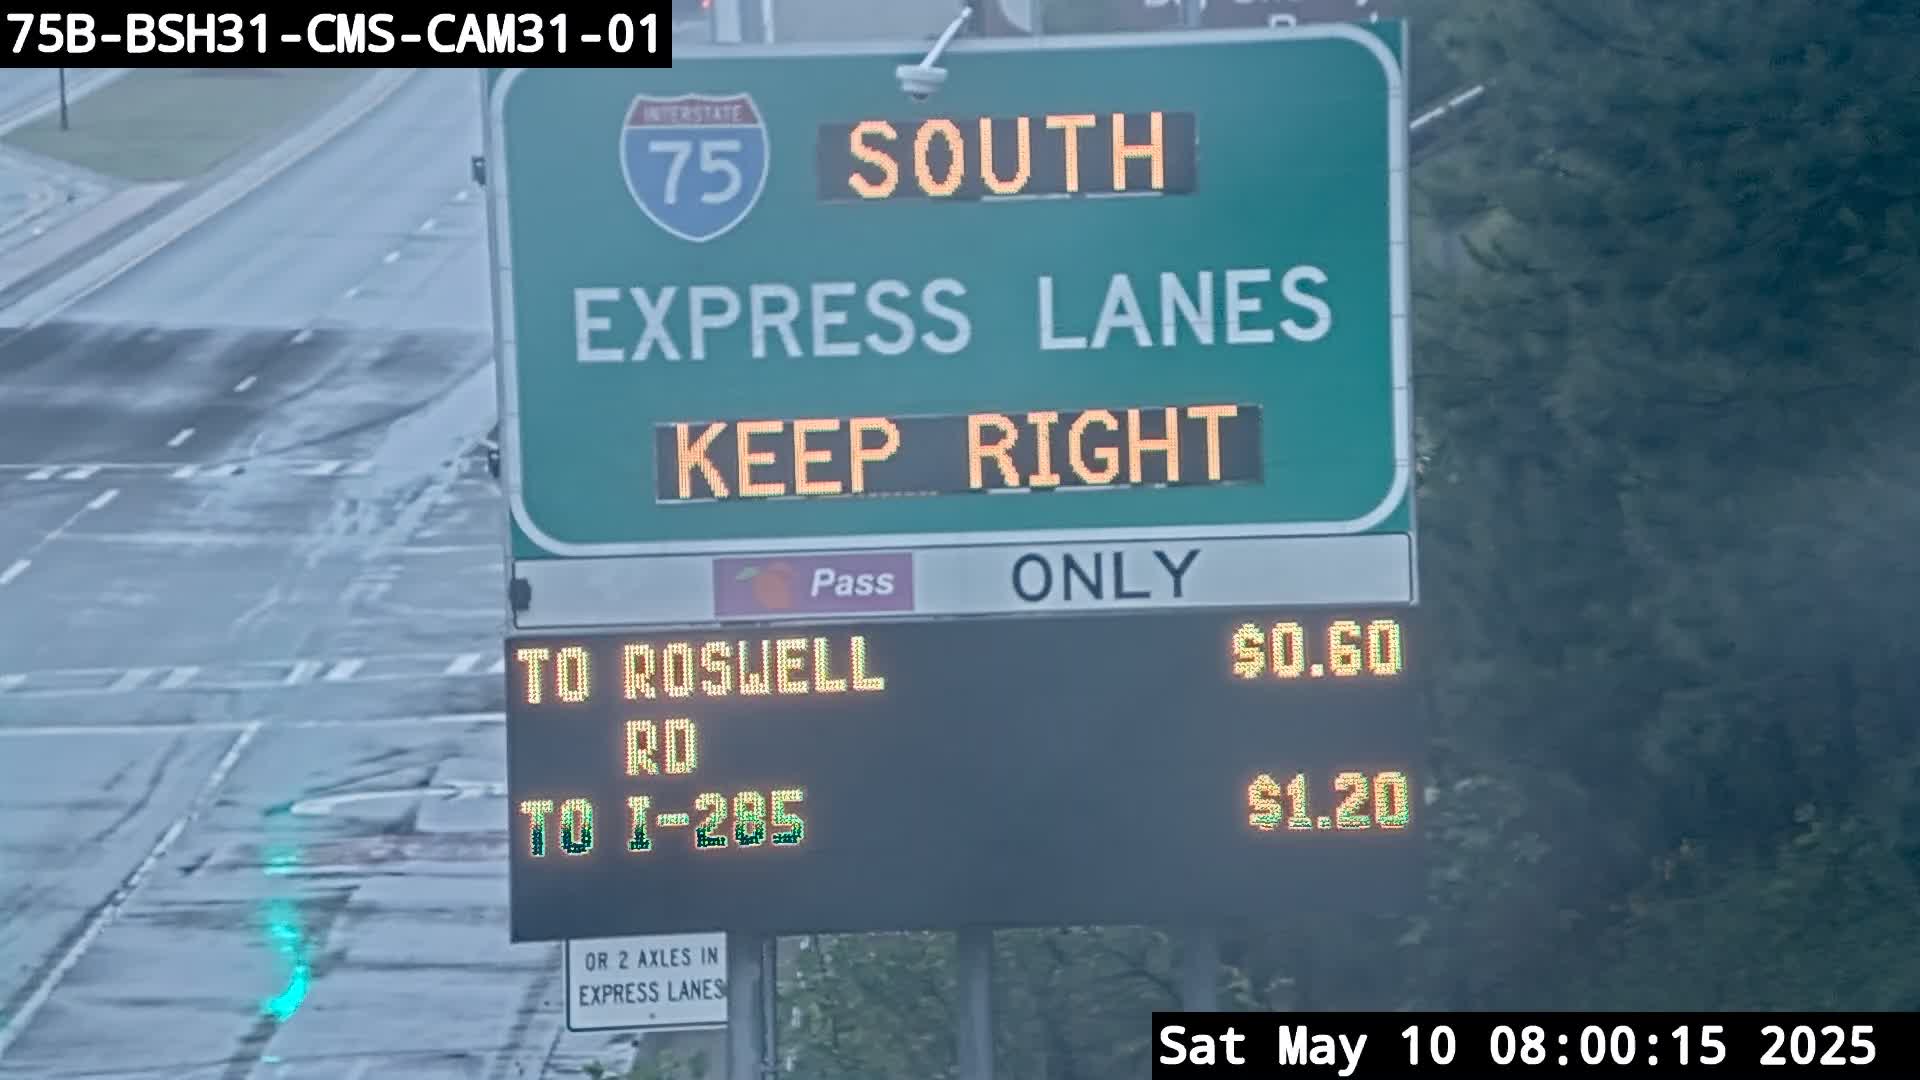 75B-BSH31-CMS-CAM31-01
INTERSTATE
75
SOUTH
EXPRESS LANES
KEEP RIGHT
Pass ONLY
TO ROSWELL $0.60
RD
TO I-285 $1.20
OR 2 AXLES IN
EXPRESS LANES
Sat May 10 08:00:15 2025